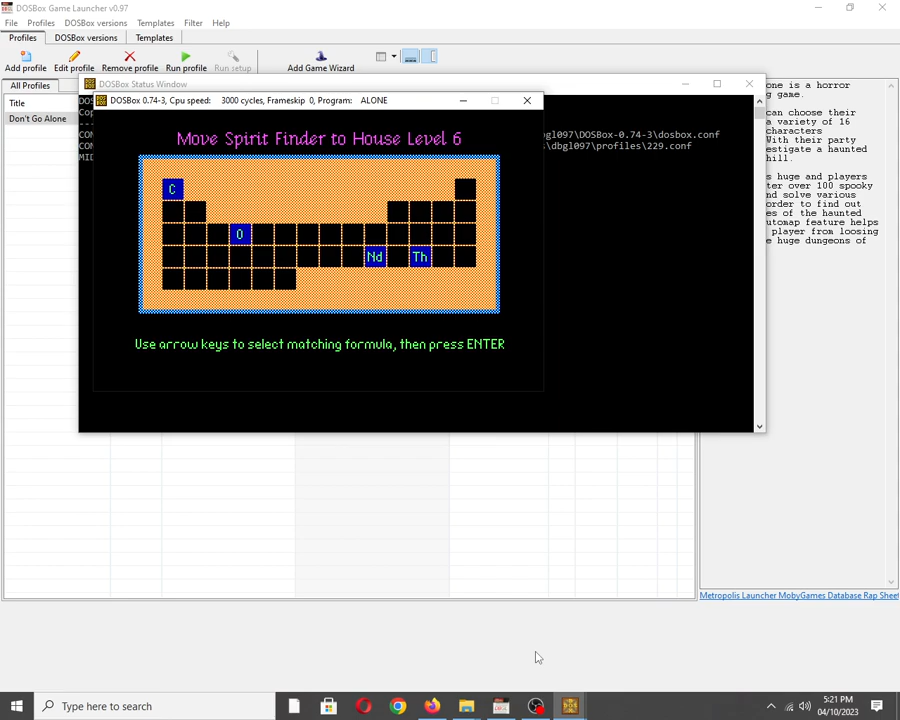 DOSBox Game Launcher v0.97
File Profiles DOSBox versions Templates Filter Help
Profiles DOSBox versions Templates
Add profile Edit profile Remove profile Run profile Run setup Add Game Wizard
All Profiles
Title
Don't Go Alone
DOSBox Status Window
DOSBox 0.74-3, Cpu speed: 3000 cycles, Frameskip 0, Program: ALONE
bgl097\DOSBox-0.74-3\dosbox.conf
\dbgl097\profiles\229.conf
Move Spirit Finder to House Level 6
C
O
Nd Th
Use arrow keys to select matching formula, then press ENTER
one is a horror
g game.
can choose their
a variety of 16
characters
With their party
estigate a haunted
hill.
s huge and players
ter over 100 spooky
nd solve various
order to find out
es of the haunted
utomap feature helps
player from loosing
e huge dungeons of
Metropolis Launcher MobyGames Database Rap Shee
Type here to search
5:21 PM
04/10/2023